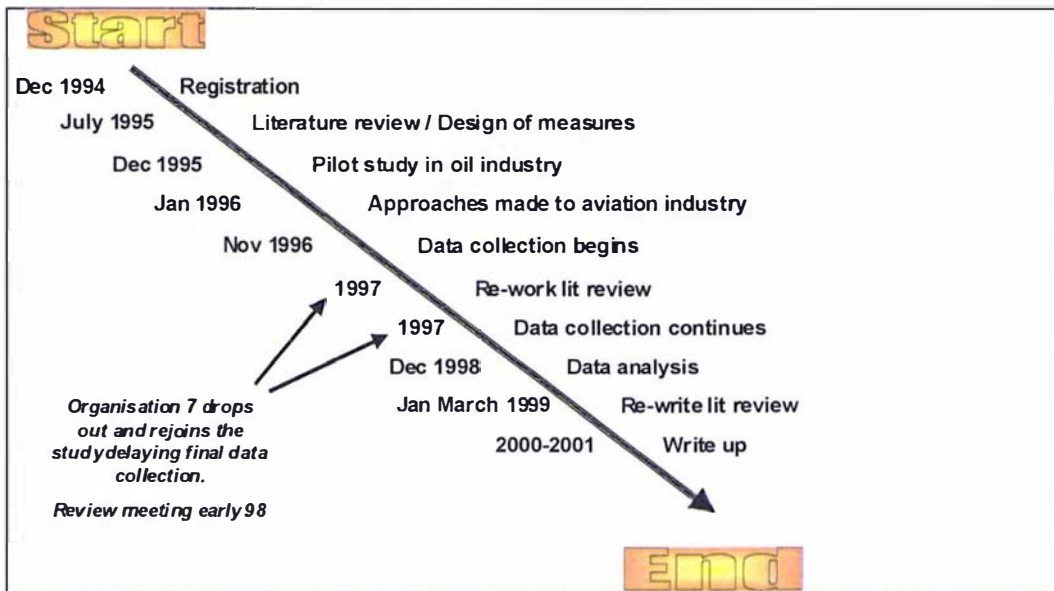 Start
Dec 1994 Registration
July 1995 Literature review / Design of measures
Dec 1995 Pilot study in oil industry
Jan 1996 Approaches made to aviation industry
Nov 1996 Data collection begins
1997 Re-work lit review
1997 Data collection continues
Dec 1998 Data analysis
Jan March 1999 Re-write lit review
2000-2001 Write up
Organisation 7 drops
out and rejoins the
study delaying final data
collection.
Review meeting early 98
End